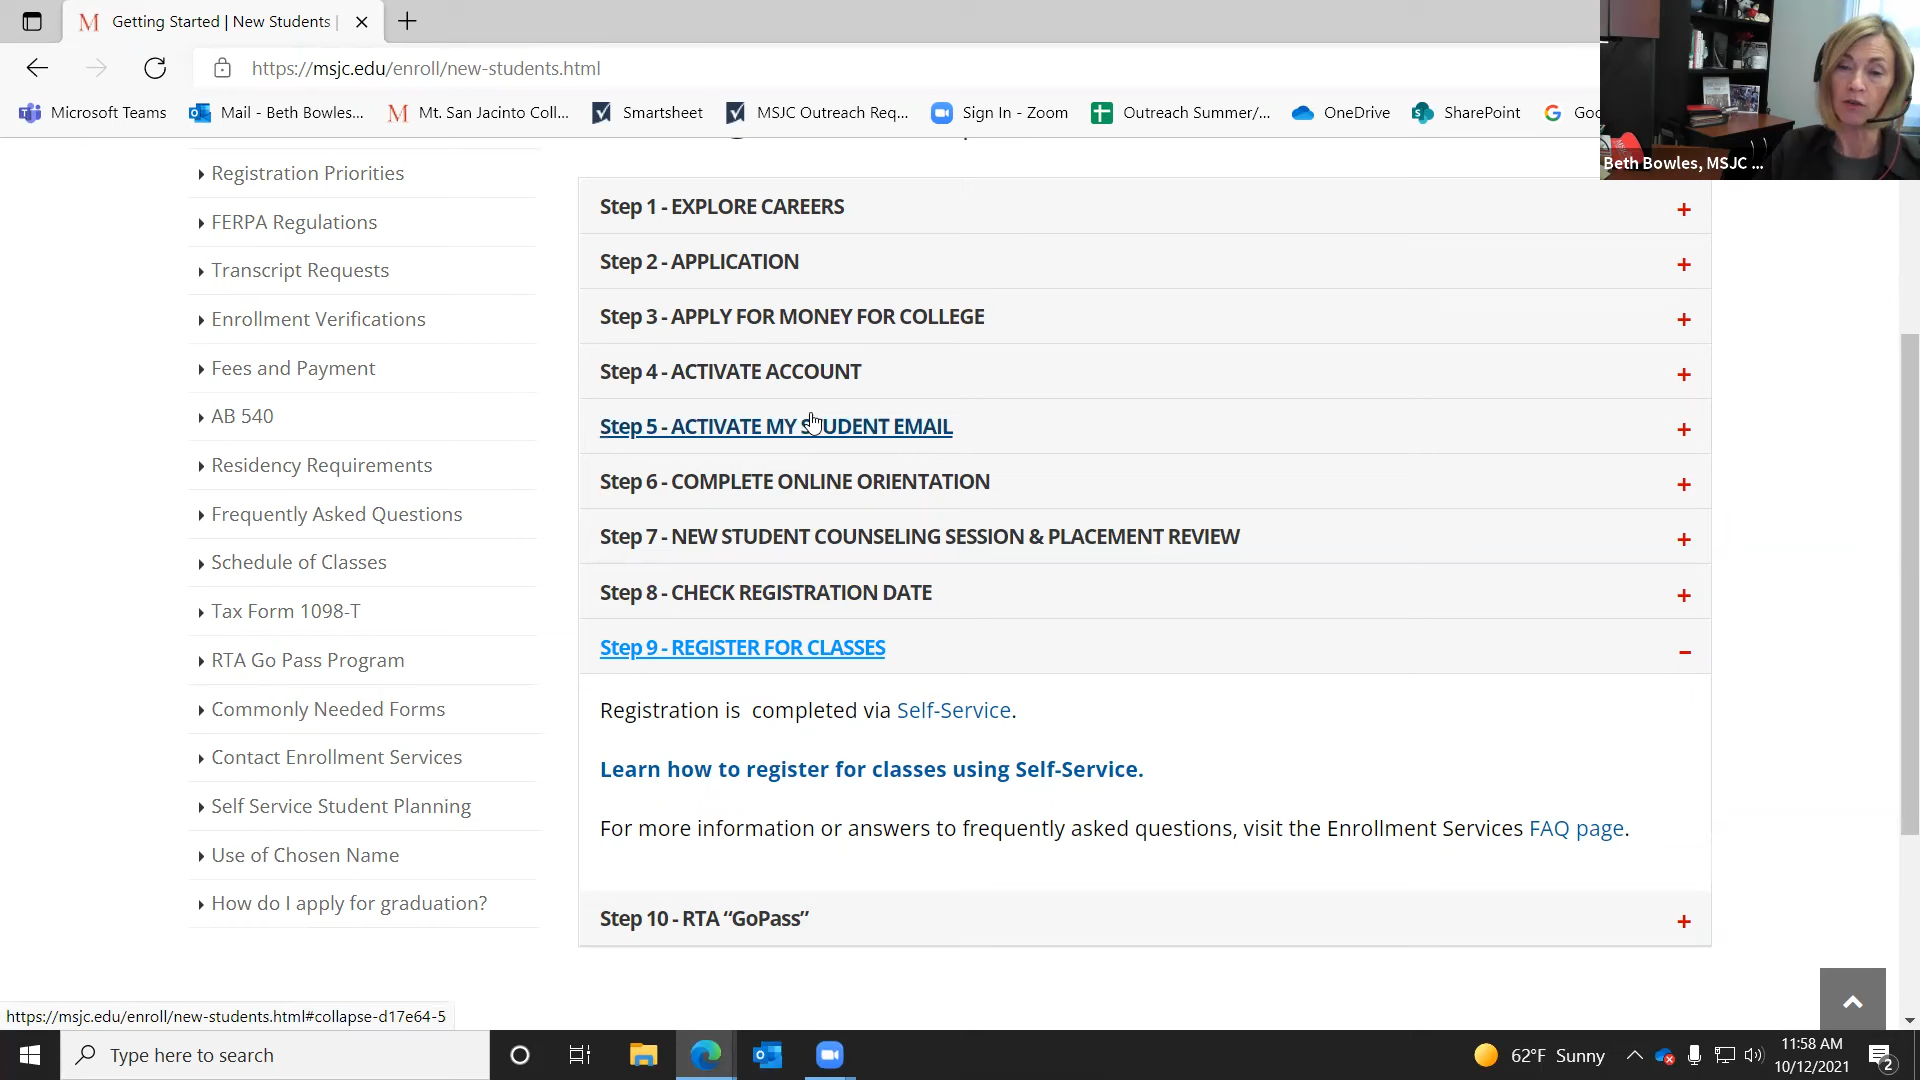 Getting Started | New Students |
https://msjc.edu/enroll/new-students.html
Microsoft Teams
Mail - Beth Bowles...
Mt. San Jacinto Coll...
Smartsheet
MSJC Outreach Req...
Sign In - Zoom
Outreach Summer/...
OneDrive
SharePoint
Goo
Beth Bowles, MSJC ...
Registration Priorities
FERPA Regulations
Transcript Requests
Enrollment Verifications
Fees and Payment
AB 540
Residency Requirements
Frequently Asked Questions
Schedule of Classes
Tax Form 1098-T
RTA Go Pass Program
Commonly Needed Forms
Contact Enrollment Services
Self Service Student Planning
Use of Chosen Name
How do I apply for graduation?
Step 1 - EXPLORE CAREERS
Step 2 - APPLICATION
Step 3 - APPLY FOR MONEY FOR COLLEGE
Step 4 - ACTIVATE ACCOUNT
Step 5 - ACTIVATE MY STUDENT EMAIL
Step 6 - COMPLETE ONLINE ORIENTATION
Step 7 - NEW STUDENT COUNSELING SESSION & PLACEMENT REVIEW
Step 8 - CHECK REGISTRATION DATE
Step 9 - REGISTER FOR CLASSES
Registration is completed via Self-Service.
Learn how to register for classes using Self-Service.
For more information or answers to frequently asked questions, visit the Enrollment Services FAQ page.
Step 10 - RTA “GoPass”
https://msjc.edu/enroll/new-students.html#collapse-d17e64-5
Type here to search
62°F Sunny
11:58 AM
10/12/2021
2